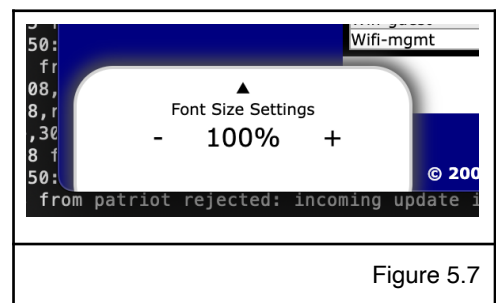 50:
Wifi-mgmt
fr
08,
▲
8,r
Font Size Settings
,30
- 100% +
8 f
50:
© 200
from patriot rejected: incoming update i
Figure 5.7